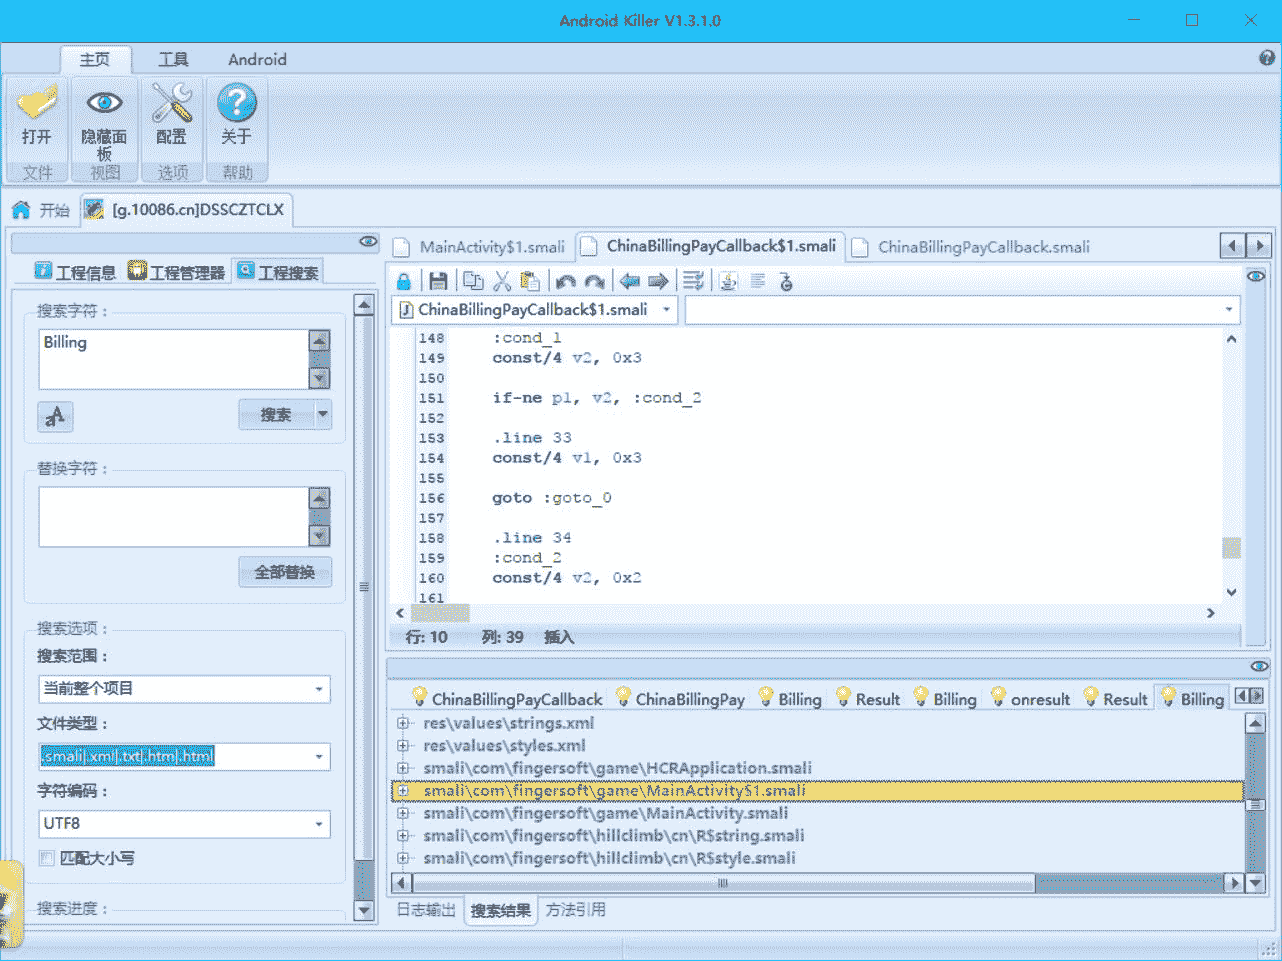 Android Killer V1.3.1.0
主页 工具 Android
打开 隐藏面板 配置 关于
文件 视图 选项 帮助
开始 [g.10086.cn]DSSCZTCLX
工程信息 工程管理器 工程搜索
搜索字符：
Billing
搜索
替换字符：
全部替换
搜索选项：
搜索范围：
当前整个项目
文件类型：
.smali|.xml|.txt|.htm|.html
字符编码：
UTF8
匹配大小写
搜索进度：
MainActivity$1.smali ChinaBillingPayCallback$1.smali ChinaBillingPayCallback.smali
ChinaBillingPayCallback$1.smali
148 :cond_1
149 const/4 v2, 0x3
150
151 if-ne p1, v2, :cond_2
152
153 .line 33
154 const/4 v1, 0x3
155
156 goto :goto_0
157
158 .line 34
159 :cond_2
160 const/4 v2, 0x2
161
行: 10 列: 39 插入
ChinaBillingPayCallback ChinaBillingPay Billing Result Billing onresult Result Billing
res\values\strings.xml
res\values\styles.xml
smali\com\fingersoft\game\HCRApplication.smali
smali\com\fingersoft\game\MainActivity$1.smali
smali\com\fingersoft\game\MainActivity.smali
smali\com\fingersoft\hillclimb\cn\R$string.smali
smali\com\fingersoft\hillclimb\cn\R$style.smali
日志输出 搜索结果 方法引用